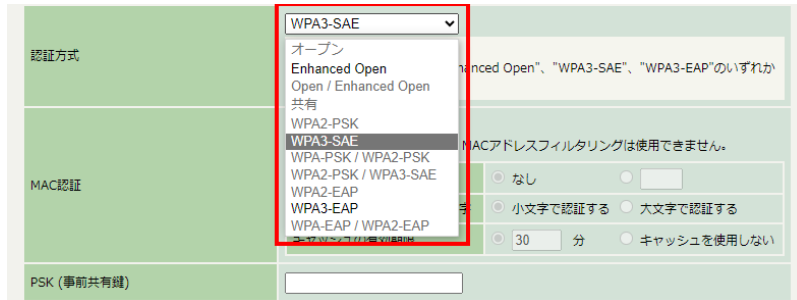 WPA3-SAE
認証方式
オープン
Enhanced Open
Open / Enhanced Open
共有
WPA2-PSK
WPA3-SAE
WPA-PSK / WPA2-PSK
WPA2-PSK / WPA3-SAE
WPA2-EAP
WPA3-EAP
WPA-EAP / WPA2-EAP
anced Open"、"WPA3-SAE"、"WPA3-EAP"のいずれか
MACアドレスフィルタリングは使用できません。
MAC認証
なし
小文字で認証する 大文字で認証する
30 分 キャッシュを使用しない
PSK (事前共有鍵)